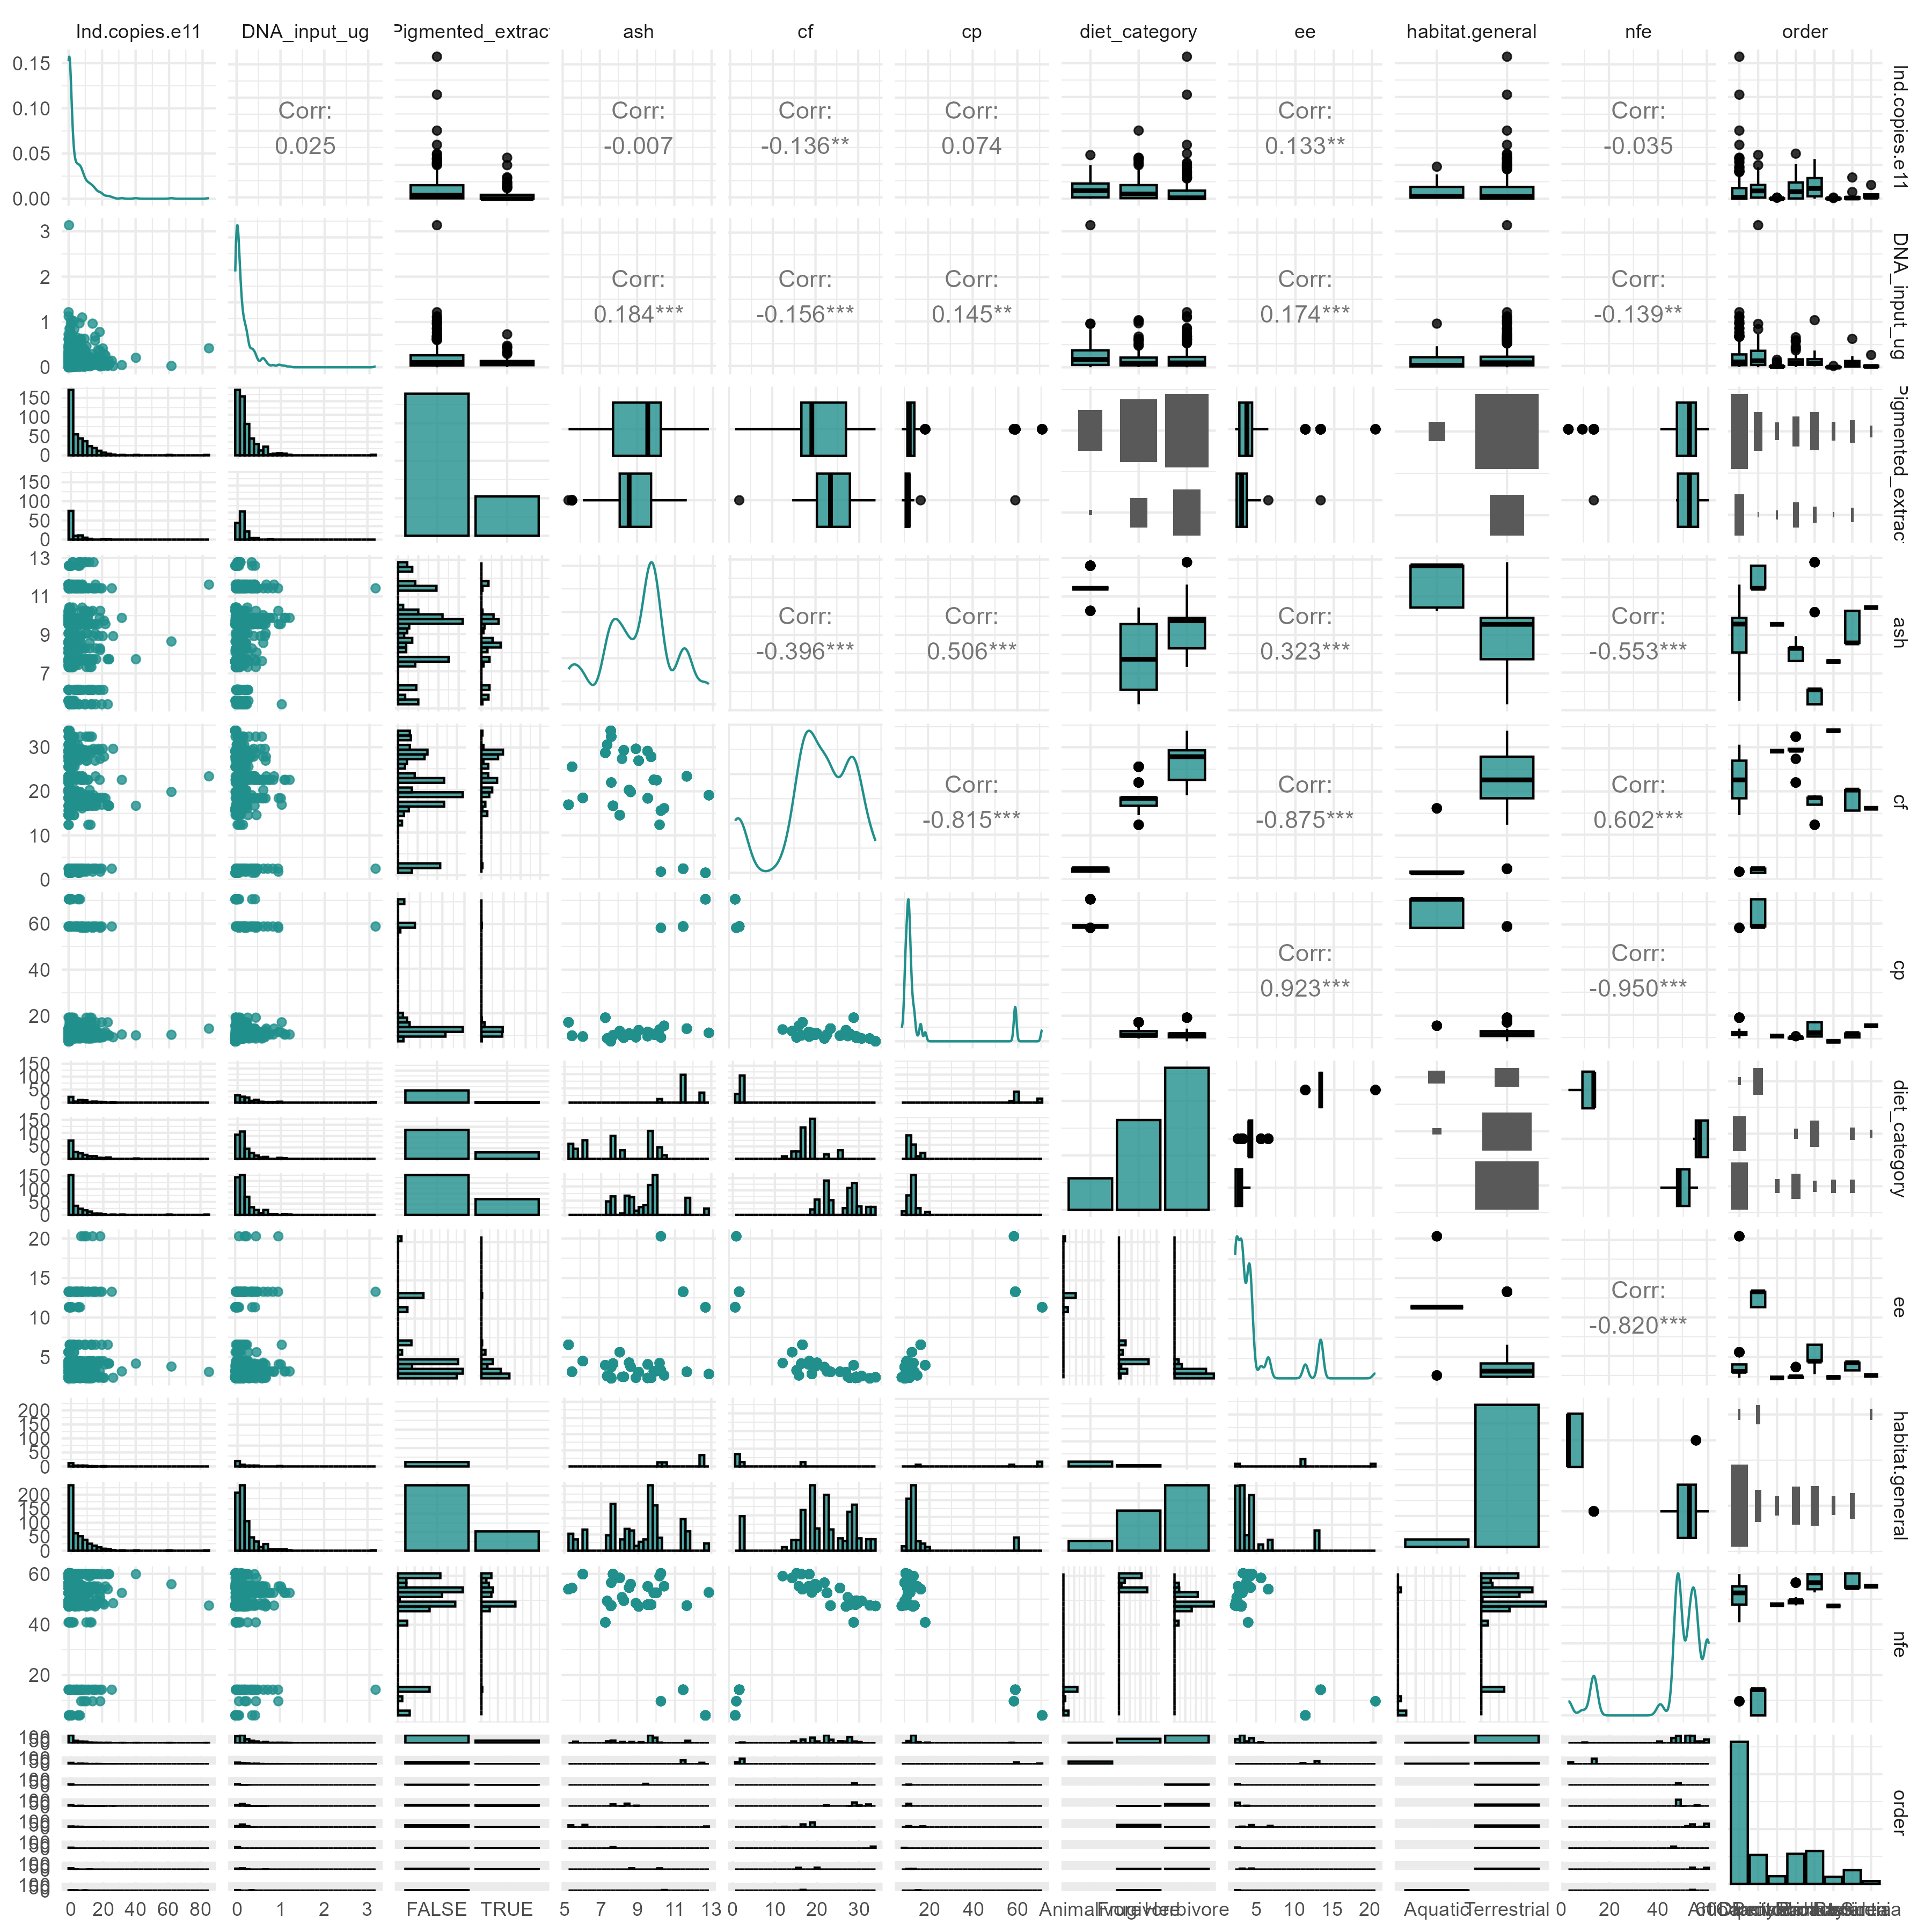 Ind.copies.e11 DNA_input_ug Pigmented_extrac ash cf cp diet_category ee habitat.general nfe order
0.15
0.10
0.05
0.00
Corr:
0.025
Corr:
-0.007
Corr:
-0.136**
Corr:
0.074
Corr:
0.133**
Corr:
-0.035
Ind.copies.e11
3
2
1
0
Corr:
0.184***
Corr:
-0.156***
Corr:
0.145**
Corr:
0.174***
Corr:
-0.139**
DNA_input_ug
150
100
50
0
150
100
50
0
Pigmented_extrac
13
11
9
7
Corr:
-0.396***
Corr:
0.506***
Corr:
0.323***
Corr:
-0.553***
ash
30
20
10
0
Corr:
-0.815***
Corr:
-0.875***
Corr:
0.602***
cf
60
40
20
Corr:
0.923***
Corr:
-0.950***
cp
150
100
50
0
150
100
50
0
150
100
50
0
diet_category
20
15
10
5
Corr:
-0.820***
ee
200
150
100
50
0
200
150
100
50
0
habitat.general
60
40
20
nfe
order
0 20 40 60 80
0 1 2 3
FALSE TRUE
5 7 9 11 13
0 10 20 30
20 40 60
5 10 15 20
Aquatic Terrestrial
0 20 40 60